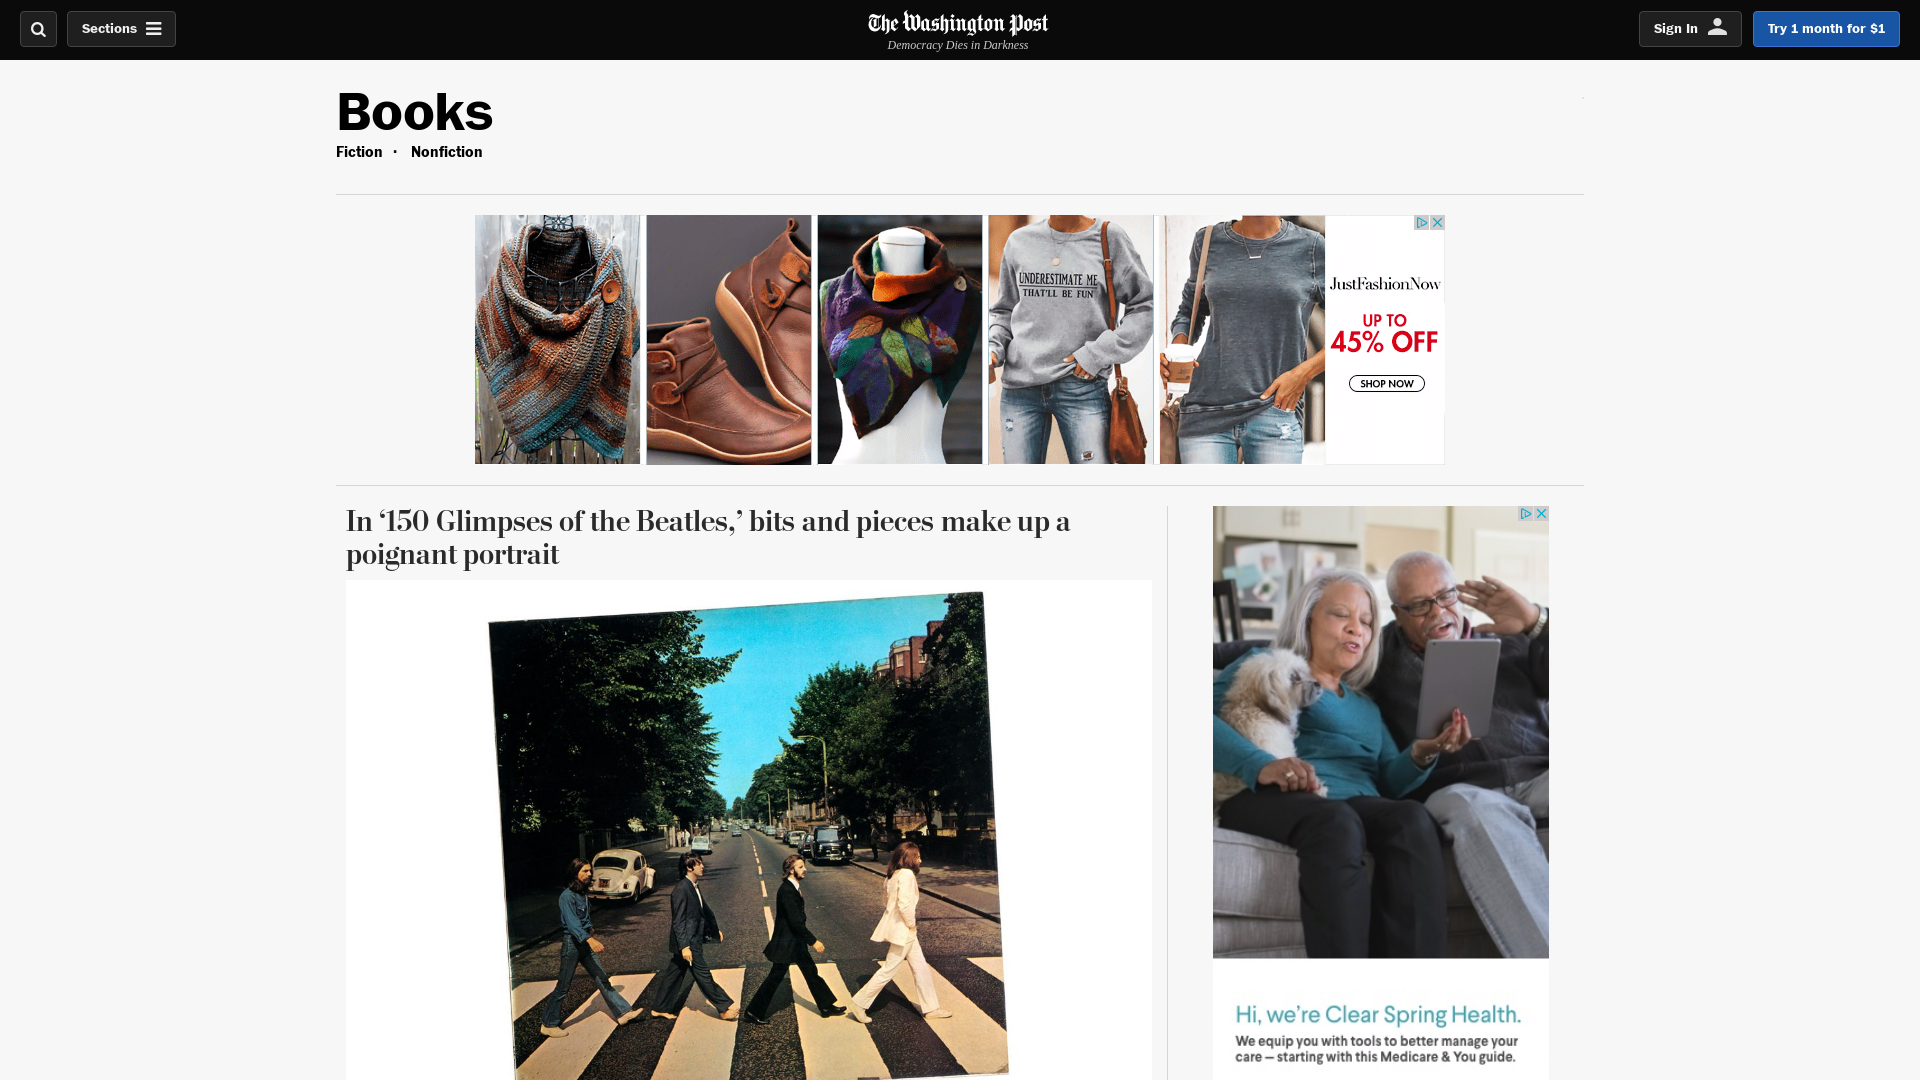 Sections
The Washington Post
Democracy Dies in Darkness
Sign In
Try 1 month for $1
Books
Fiction · Nonfiction
UNDERESTIMATE ME
THAT'LL BE FUN
JustFashionNow
UP TO
45% OFF
SHOP NOW
In ‘150 Glimpses of the Beatles,’ bits and pieces make up a
poignant portrait
Hi, we're Clear Spring Health.
We equip you with tools to better manage your
care – starting with this Medicare & You guide.